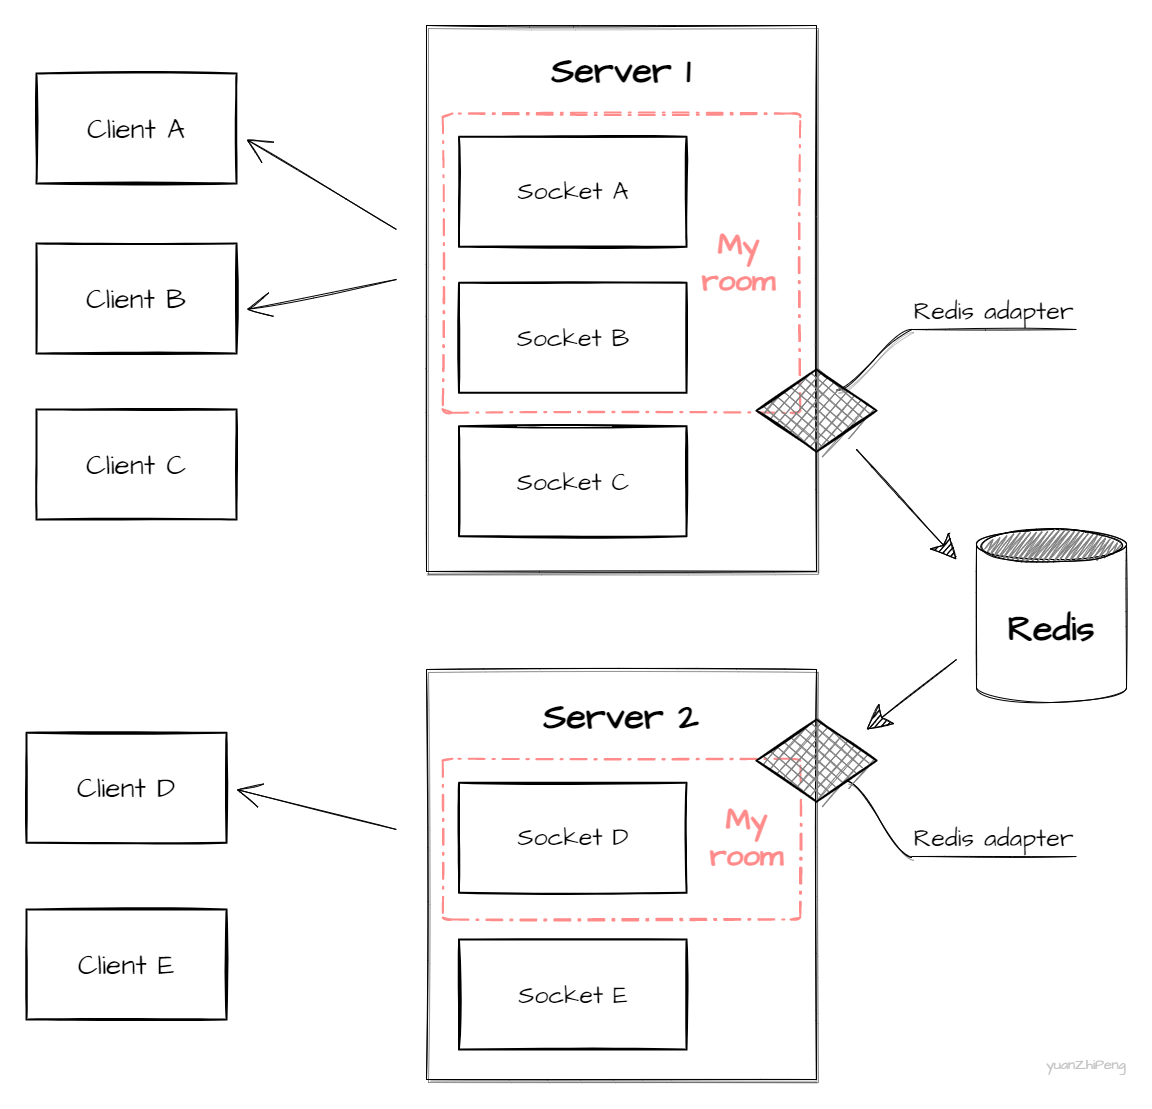 Server 1
Client A
Socket A
My
room
Client B
Socket B
Redis adapter
Client C
Socket C
Redis
Server 2
Client D
Socket D
My
room
Redis adapter
Client E
Socket E
yuanZhiPeng